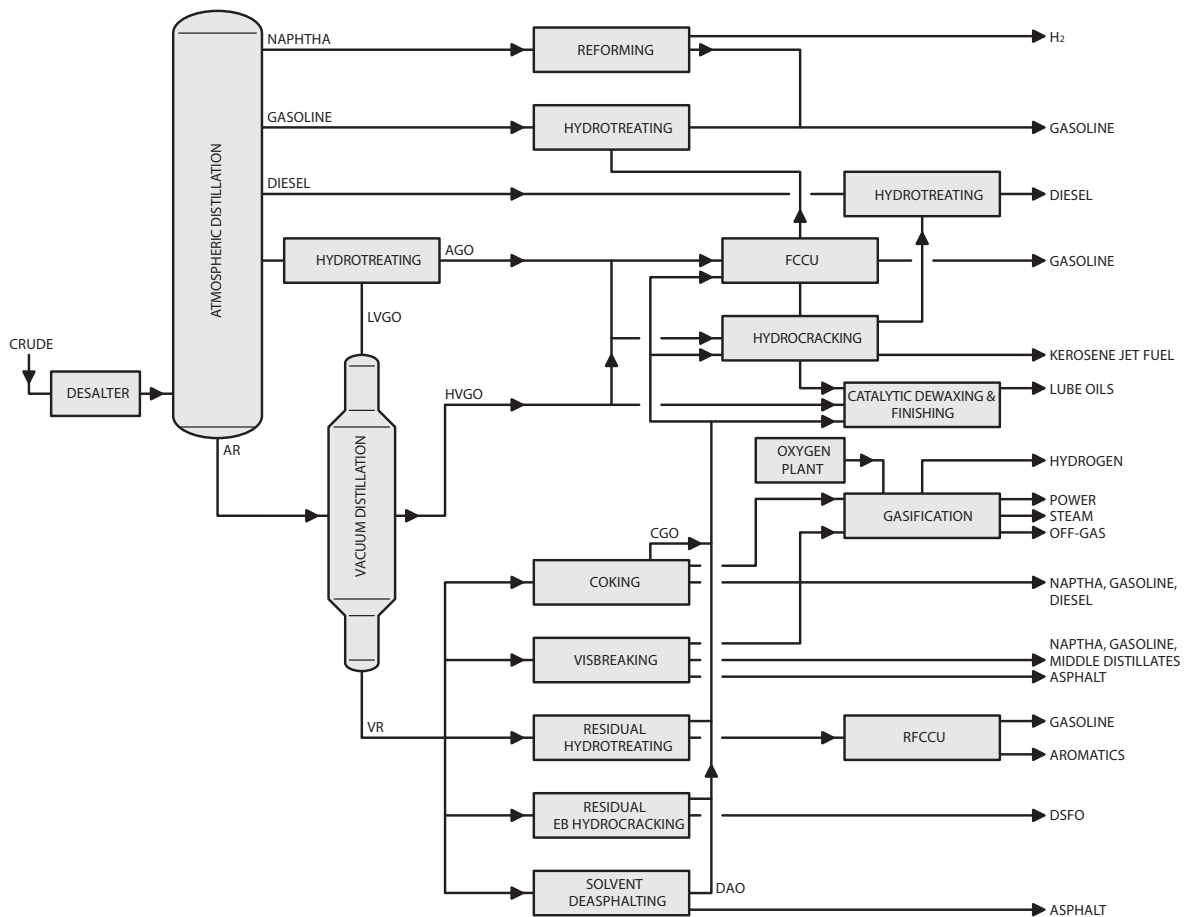 NAPHTHA
REFORMING
H₂
GASOLINE
HYDROTREATING
GASOLINE
DIESEL
HYDROTREATING
DIESEL
ATMOSPHERIC DISTILLATION
HYDROTREATING
AGO
FCCU
GASOLINE
LVGO
CRUDE
DESALTER
HYDROCRACKING
KEROSENE JET FUEL
HVGO
CATALYTIC DEWAXING &
FINISHING
LUBE OILS
AR
VACUUM DISTILLATION
OXYGEN
PLANT
HYDROGEN
GASIFICATION
POWER
STEAM
OFF-GAS
CGO
COKING
NAPTHA, GASOLINE,
DIESEL
VISBREAKING
NAPTHA, GASOLINE,
MIDDLE DISTILLATES
ASPHALT
VR
RESIDUAL
HYDROTREATING
RFCCU
GASOLINE
AROMATICS
RESIDUAL
EB HYDROCRACKING
DSFO
SOLVENT
DEASPHALTING
DAO
ASPHALT